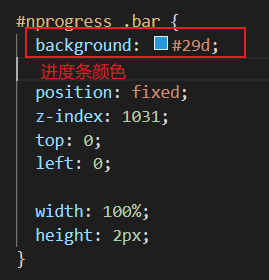 #nprogress .bar {
background: #29d;
进度条颜色
position: fixed;
z-index: 1031;
top: 0;
left: 0;
width: 100%;
height: 2px;
}